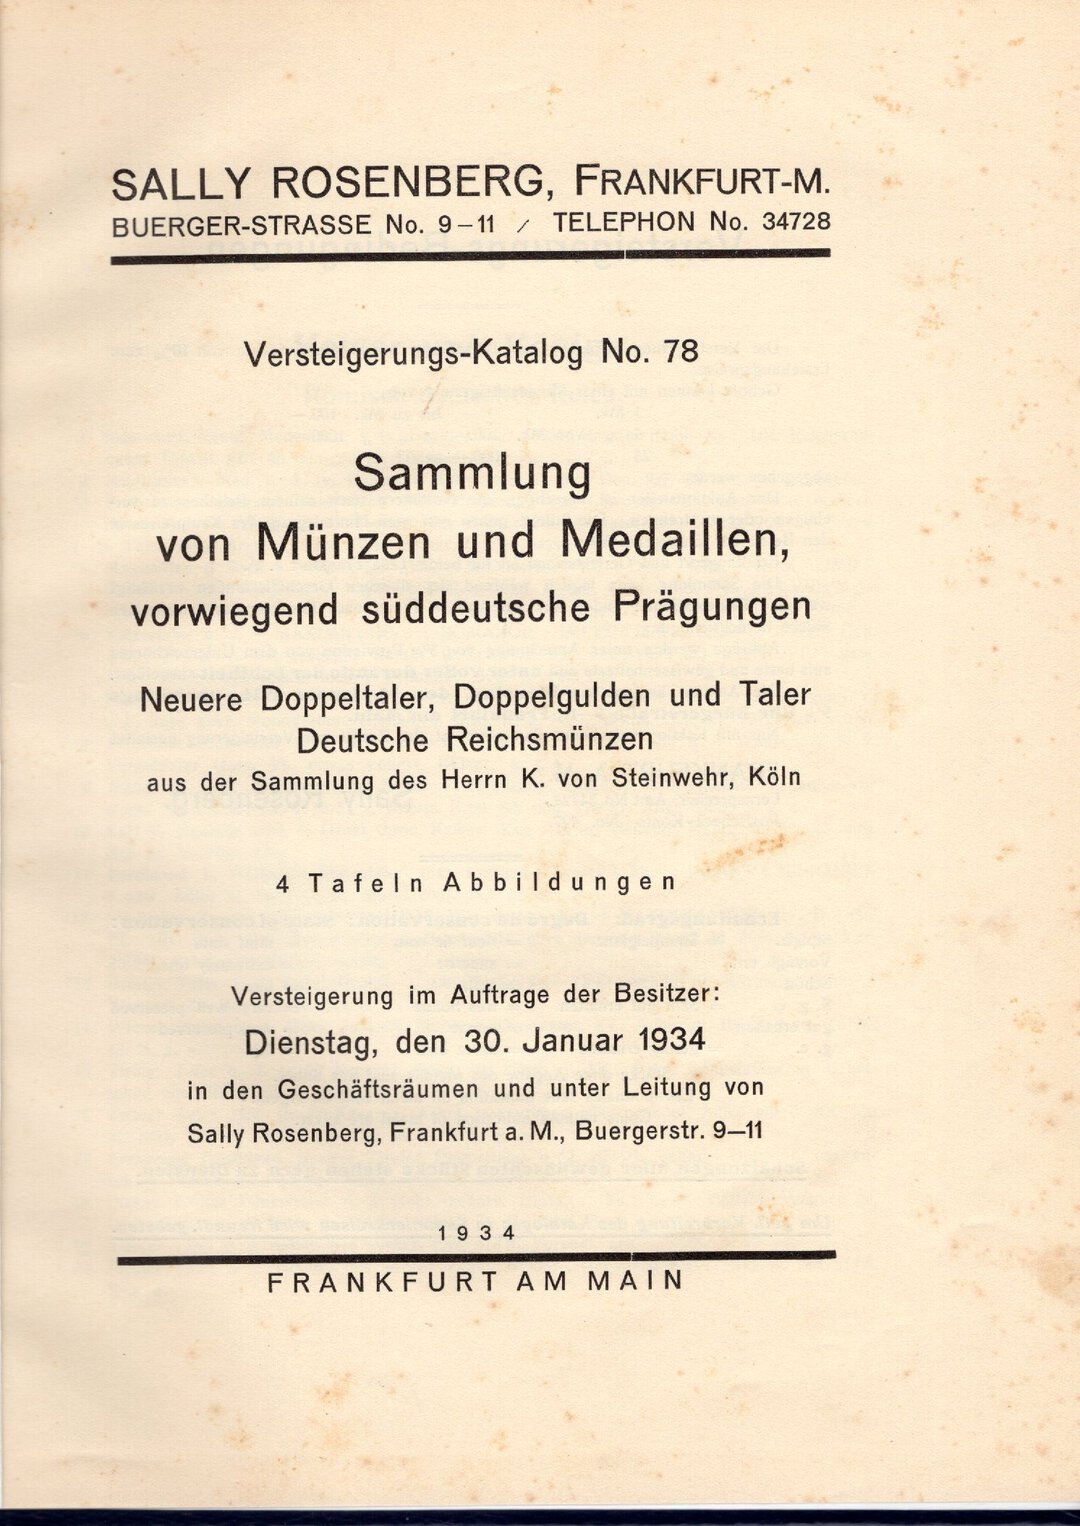 SALLY ROSENBERG, FRANKFURT-M.
BUERGER-STRASSE No. 9-11 / TELEPHON No. 34728
Versteigerungs-Katalog No. 78
Sammlung
von Münzen und Medaillen,
vorwiegend süddeutsche Prägungen
Neuere Doppeltaler, Doppelgulden und Taler
Deutsche Reichsmünzen
aus der Sammlung des Herrn K. von Steinwehr, Köln
4 Tafeln Abbildungen
Versteigerung im Auftrage der Besitzer:
Dienstag, den 30. Januar 1934
in den Geschäftsräumen und unter Leitung von
Sally Rosenberg, Frankfurt a. M., Buergerstr. 9—11
1934
FRANKFURT AM MAIN